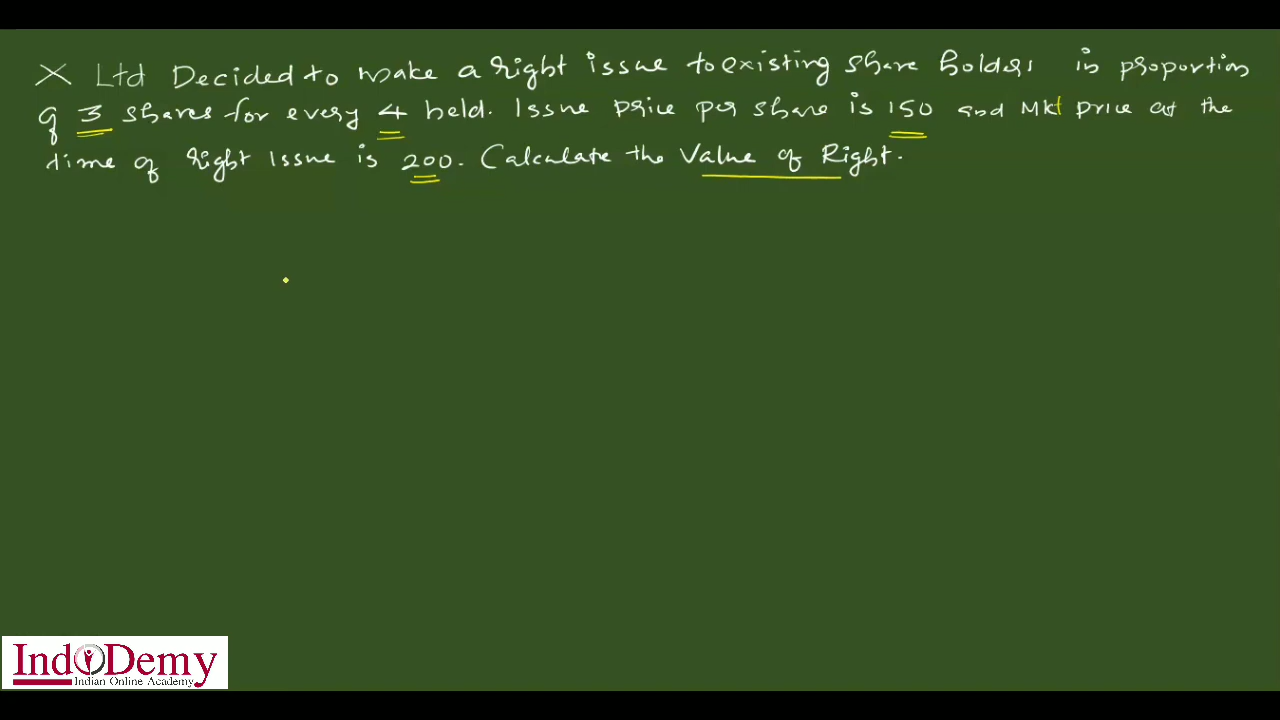 X Ltd Decided to make a right issue to existing share holders in proportion
of 3 shares for every 4 held. Issue price per share is 150 and Mkt price at the
time of right Issue is 200. Calculate the Value of Right.
IndoDemy
Indian Online Academy